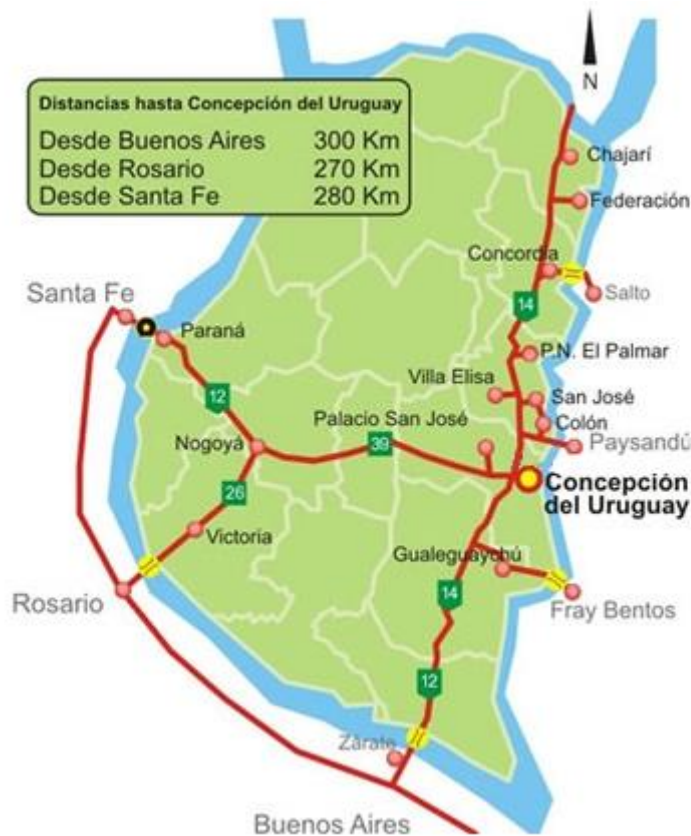 N
Distancias hasta Concepción del Uruguay
Desde Buenos Aires 300 Km
Desde Rosario 270 Km
Desde Santa Fe 280 Km
Chajarí
Federación
Concordia
Salto
Santa Fe
14
Paraná
P.N. El Palmar
Villa Elisa
12
San José
Palacio San José
Colón
Nogoyá
39
Paysandú
Concepción
del Uruguay
26
Victoria
Gualeguaychú
Rosario
14
Fray Bentos
12
Zárate
Buenos Aires